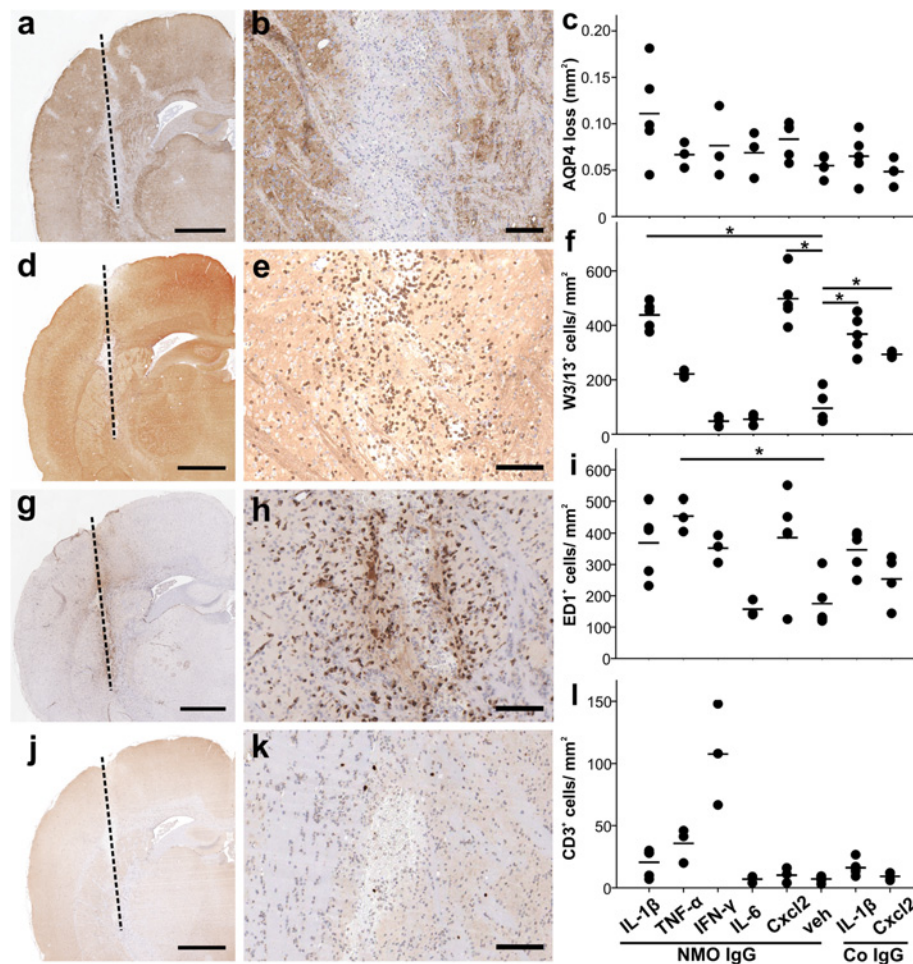 a
b
c
AQP4 loss (mm²)
0.20
0.15
0.10
0.05
0
d
e
f
W3/13⁺ cells/ mm²
600
400
200
0
*
*
*
*
g
h
i
ED1⁺ cells/ mm²
600
500
400
300
200
100
0
*
j
k
l
CD3⁺ cells/ mm²
150
100
50
0
IL-1β TNF-α IFN-γ IL-6 Cxcl2 veh IL-1β Cxcl2
NMO IgG Co IgG